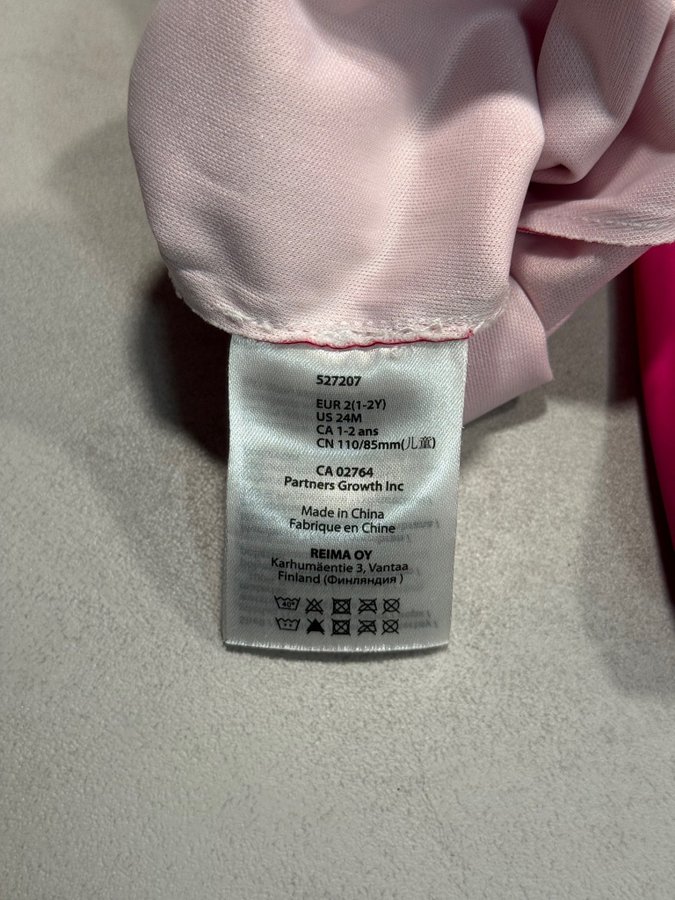 527207
EUR 2(1-2Y)
US 24M
CA 1-2 ans
CN 110/85mm(儿童)
CA 02764
Partners Growth Inc
Made in China
Fabrique en Chine
REIMA OY
Karhumäentie 3, Vantaa
Finland (Финляндия )
40°